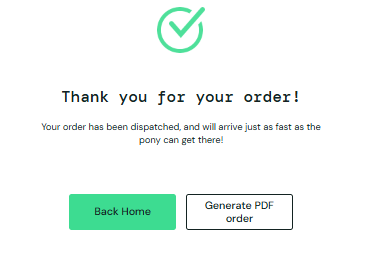 Thank you for your order!
Your order has been dispatched, and will arrive just as fast as the
pony can get there!
Back Home
Generate PDF
order